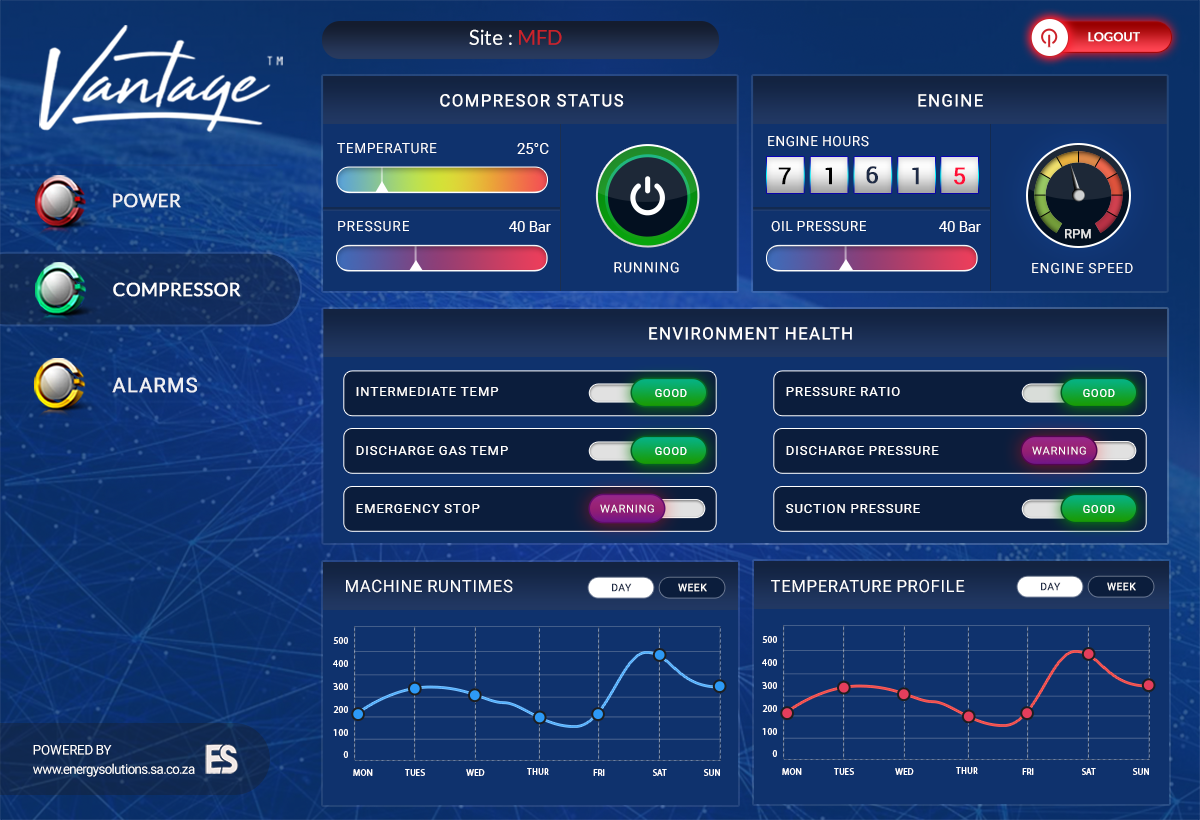 Vantage™
Site : MFD
LOGOUT
POWER
COMPRESSOR
ALARMS
POWERED BY
www.energysolutions.sa.co.za
ES
COMPRESOR STATUS
TEMPERATURE 25°C
PRESSURE 40 Bar
RUNNING
ENGINE
ENGINE HOURS
7 1 6 1 5
OIL PRESSURE 40 Bar
RPM
ENGINE SPEED
ENVIRONMENT HEALTH
INTERMEDIATE TEMP GOOD
PRESSURE RATIO GOOD
DISCHARGE GAS TEMP GOOD
DISCHARGE PRESSURE WARNING
EMERGENCY STOP WARNING
SUCTION PRESSURE GOOD
MACHINE RUNTIMES DAY WEEK
500
400
300
200
100
0
MON TUES WED THUR FRI SAT SUN
TEMPERATURE PROFILE DAY WEEK
500
400
300
200
100
0
MON TUES WED THUR FRI SAT SUN